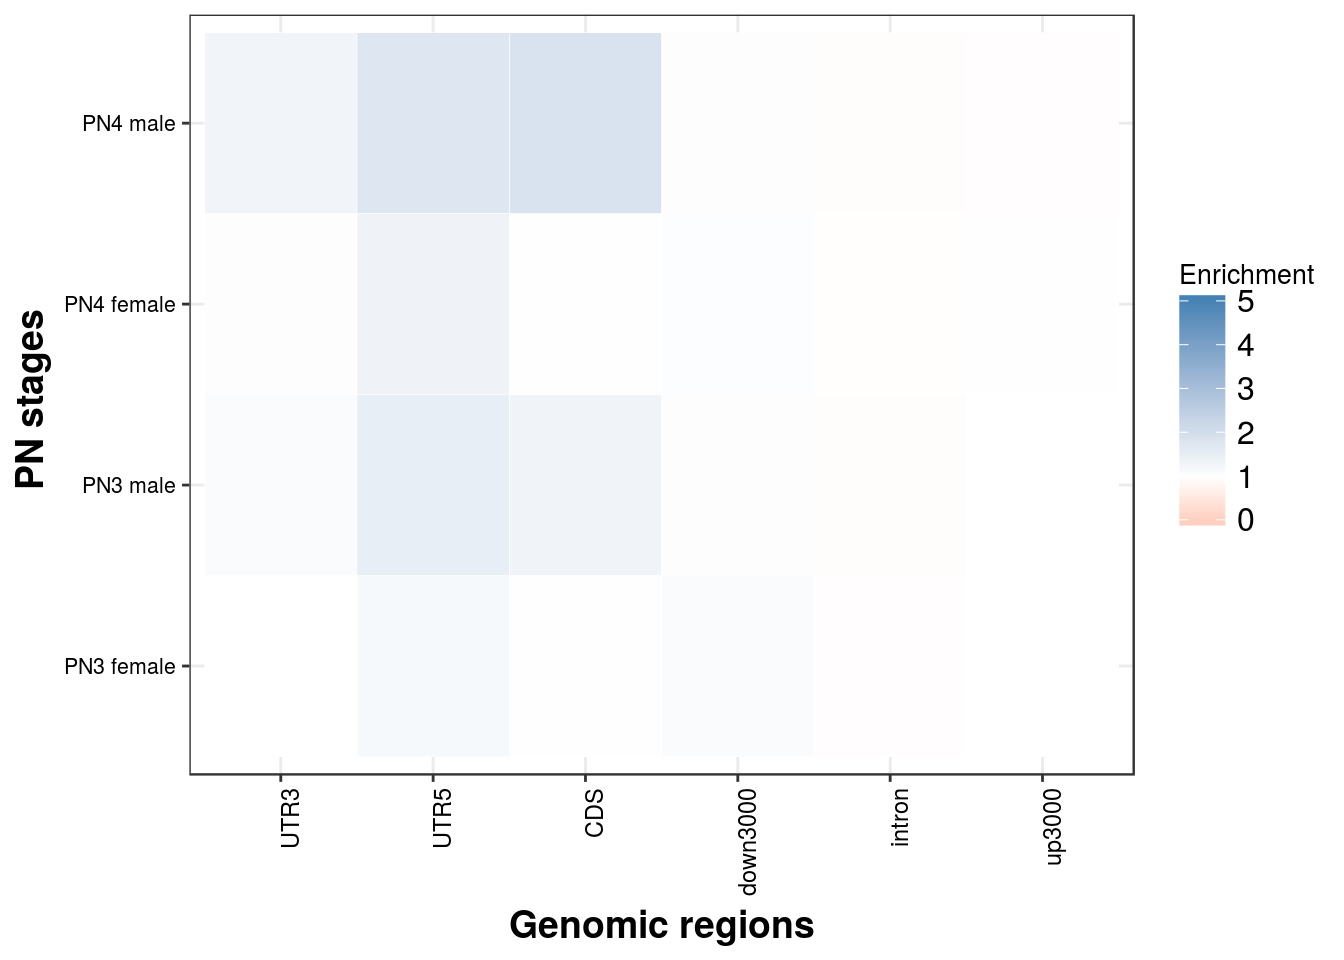 PN stages
PN4 male
PN4 female
PN3 male
PN3 female
UTR3
UTR5
CDS
down3000
intron
up3000
Genomic regions
Enrichment
5
4
3
2
1
0